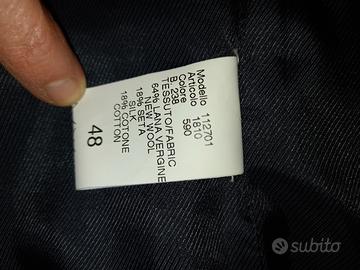 Modello 112701
Articolo 1810
Colore 590
B. 238
TESSUTO/FABRIC
64% LANA VERGINE
NEW WOOL
18% SETA
SILK
18% COTONE
COTTON
48
subito